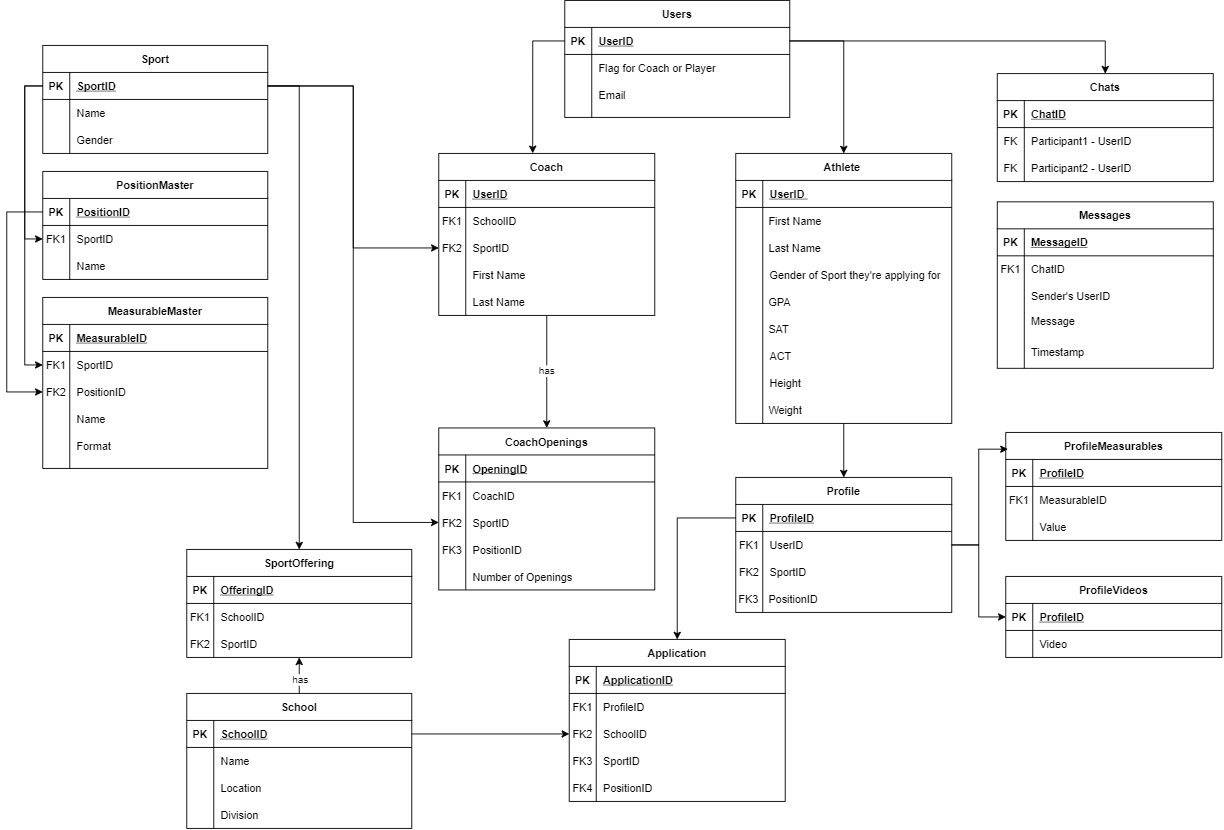 Users
PK UserID
Flag for Coach or Player
Email
Sport
PK SportID
Name
Gender
PositionMaster
PK PositionID
FK1 SportID
Name
MeasurableMaster
PK MeasurableID
FK1 SportID
FK2 PositionID
Name
Format
Coach
PK UserID
FK1 SchoolID
FK2 SportID
First Name
Last Name
has
CoachOpenings
PK OpeningID
FK1 CoachID
FK2 SportID
FK3 PositionID
Number of Openings
Athlete
PK UserID
First Name
Last Name
Gender of Sport they're applying for
GPA
SAT
ACT
Height
Weight
Chats
PK ChatID
FK Participant1 - UserID
FK Participant2 - UserID
Messages
PK MessageID
FK1 ChatID
Sender's UserID
Message
Timestamp
Profile
PK ProfileID
FK1 UserID
FK2 SportID
FK3 PositionID
ProfileMeasurables
PK ProfileID
FK1 MeasurableID
Value
ProfileVideos
PK ProfileID
Video
SportOffering
PK OfferingID
FK1 SchoolID
FK2 SportID
has
School
PK SchoolID
Name
Location
Division
Application
PK ApplicationID
FK1 ProfileID
FK2 SchoolID
FK3 SportID
FK4 PositionID